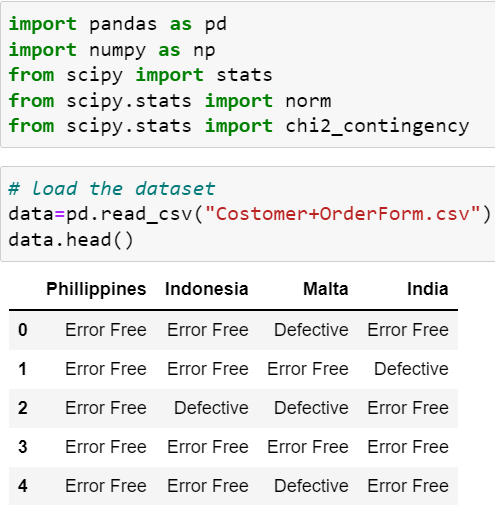 import pandas as pd
import numpy as np
from scipy import stats
from scipy.stats import norm
from scipy.stats import chi2_contingency
# load the dataset
data=pd.read_csv("Costomer+OrderForm.csv")
data.head()
Phillippines Indonesia Malta India
0 Error Free Error Free Defective Error Free
1 Error Free Error Free Error Free Defective
2 Error Free Defective Defective Error Free
3 Error Free Error Free Error Free Error Free
4 Error Free Error Free Defective Error Free